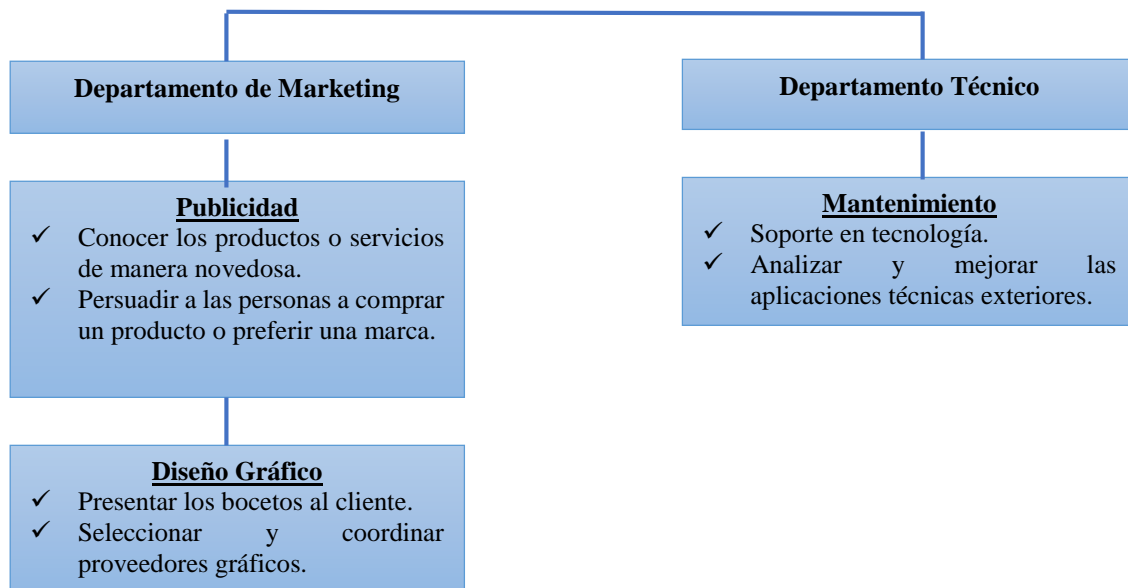 Departamento de Marketing
Publicidad
✓ Conocer los productos o servicios
de manera novedosa.
✓ Persuadir a las personas a comprar
un producto o preferir una marca.
Diseño Gráfico
✓ Presentar los bocetos al cliente.
✓ Seleccionar y coordinar
proveedores gráficos.
Departamento Técnico
Mantenimiento
✓ Soporte en tecnología.
✓ Analizar y mejorar las
aplicaciones técnicas exteriores.